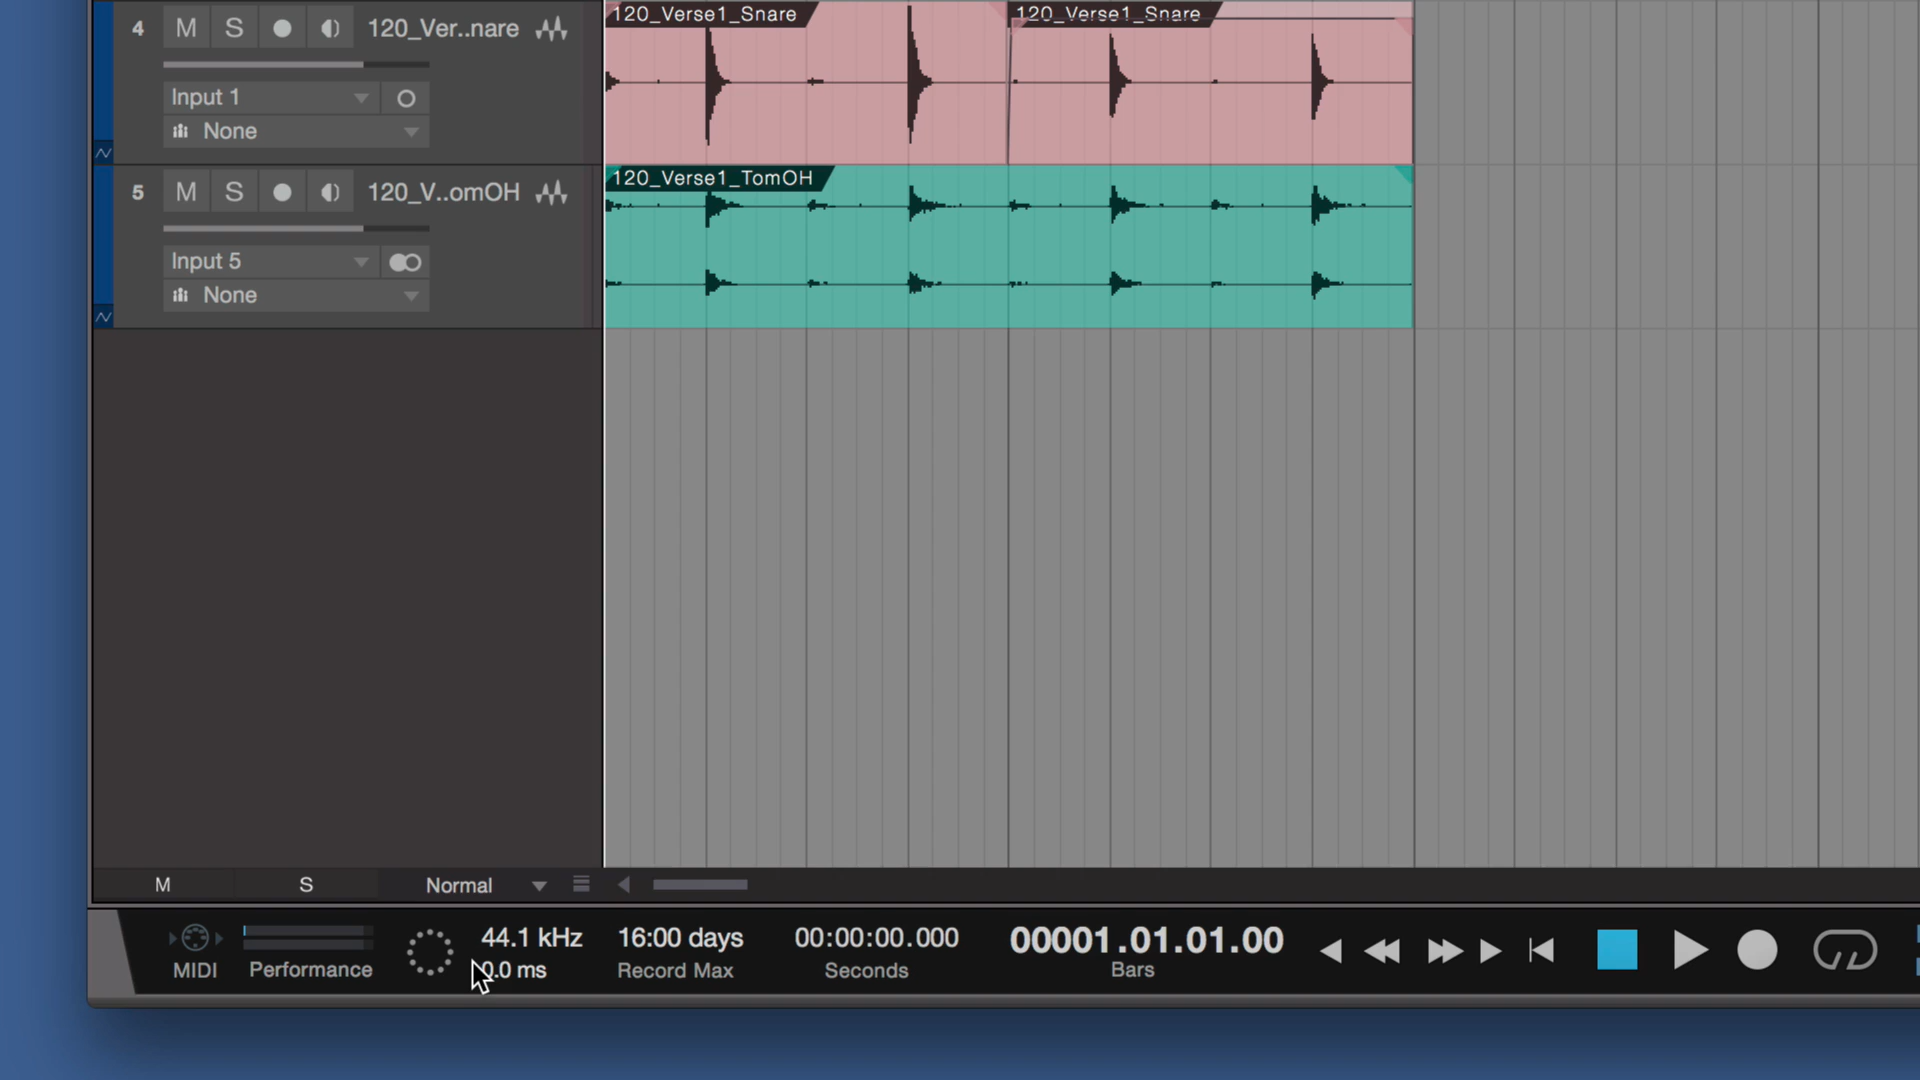 4 M S 120_Ver..nare
Input 1
None
120_Verse1_Snare
120_Verse1_Snare
5 M S 120_V..omOH
Input 5
None
120_Verse1_TomOH
M S Normal
MIDI
Performance
44.1 kHz
0.0 ms
16:00 days
Record Max
00:00:00.000
Seconds
00001.01.01.00
Bars